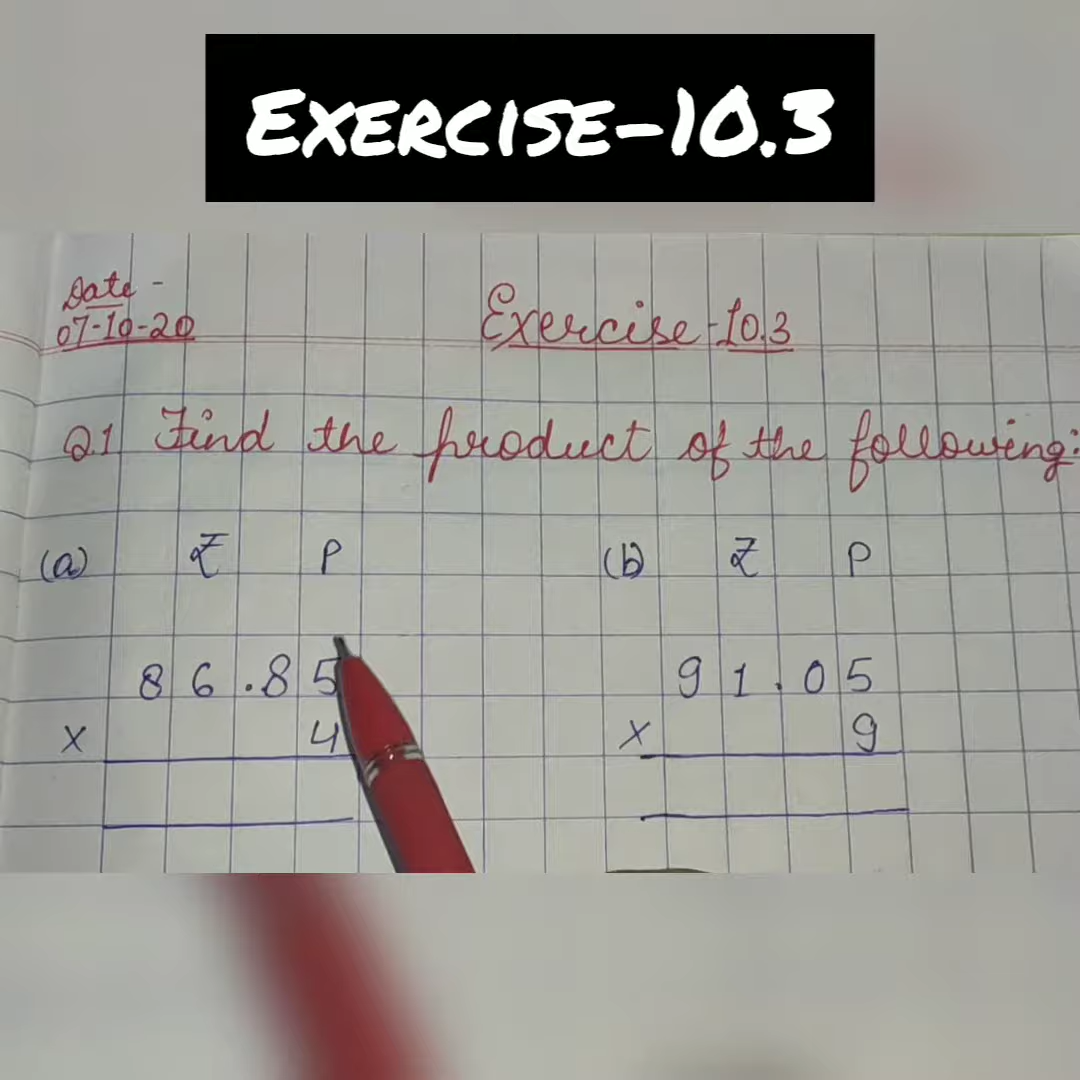 EXERCISE-10.3
Date -
07-10-20
Exercise-10.3
Q.1 Find the product of the following:
(a) ₹ P (b) ₹ P
86.85 91.05
x 4 x 9